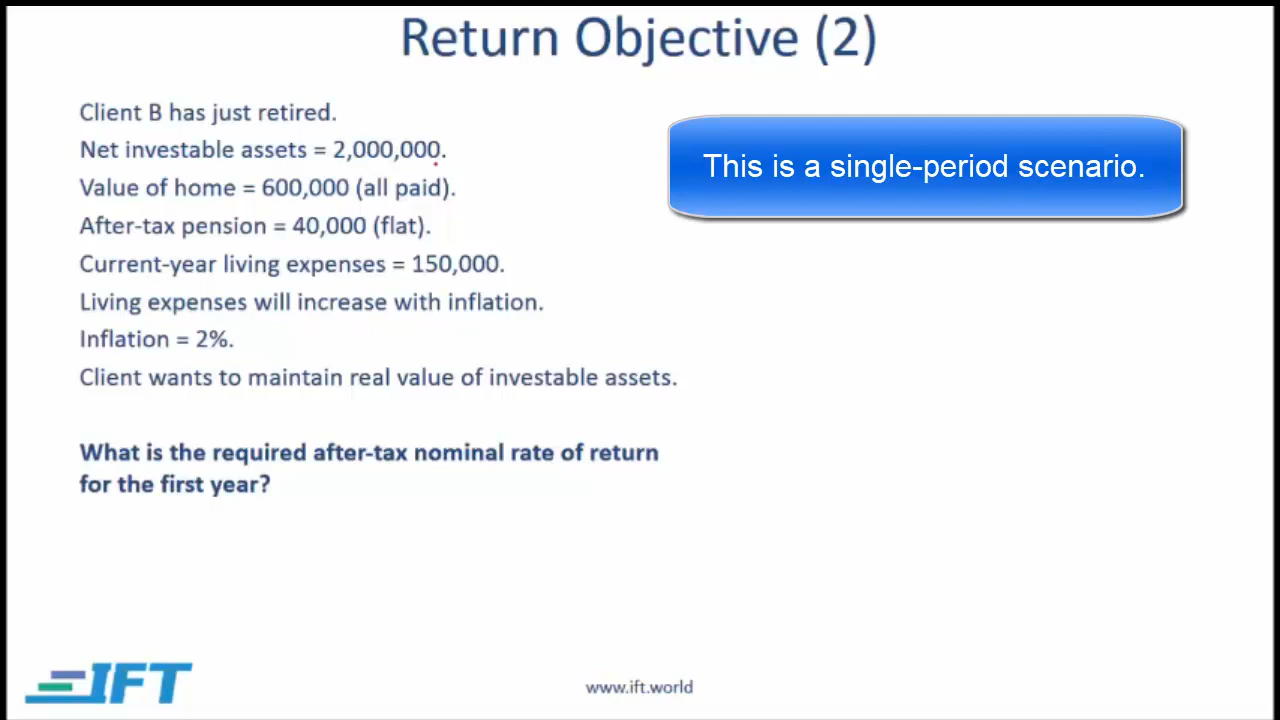 Return Objective (2)
Client B has just retired.
Net investable assets = 2,000,000.
Value of home = 600,000 (all paid).
After-tax pension = 40,000 (flat).
Current-year living expenses = 150,000.
Living expenses will increase with inflation.
Inflation = 2%.
Client wants to maintain real value of investable assets.
This is a single-period scenario.
What is the required after-tax nominal rate of return
for the first year?
IFT
www.ift.world